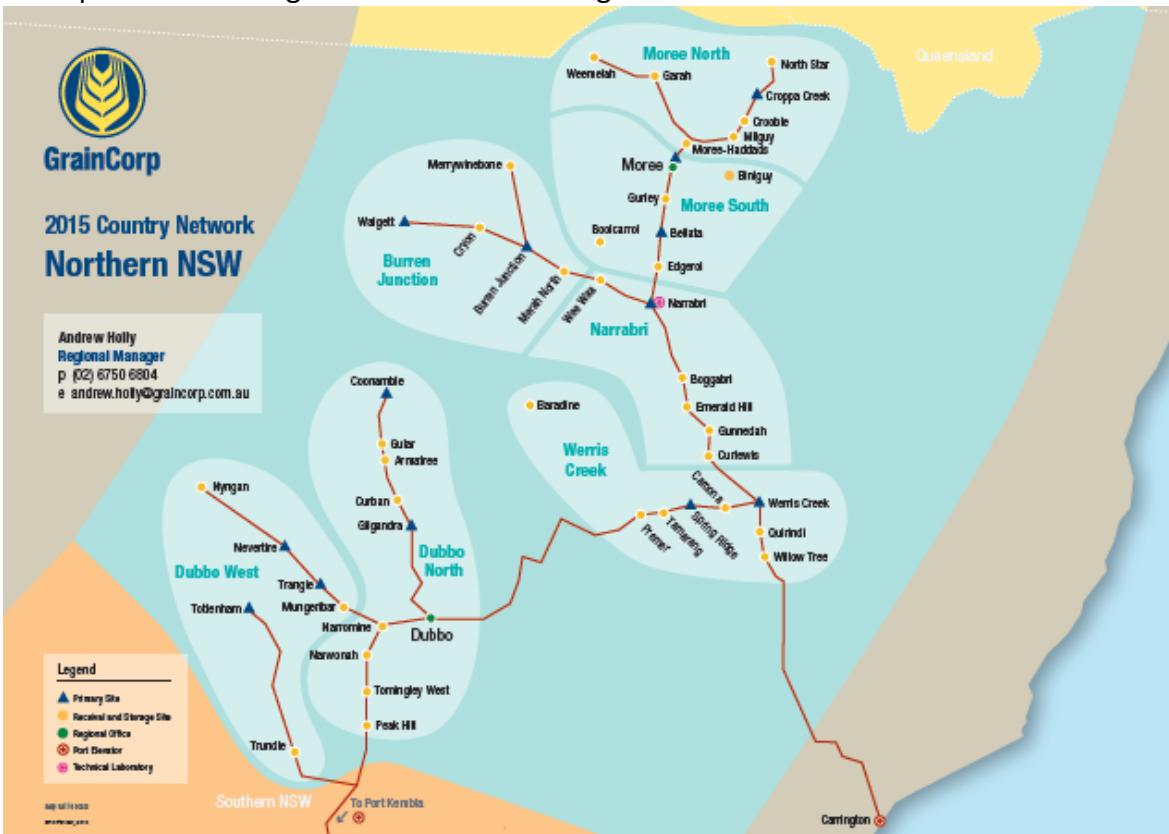 GrainCorp
2015 Country Network
Northern NSW
Andrew Holly
Regional Manager
p (02) 6750 6804
e andrew.holly@graincorp.com.au
Queensland
Moree North
Weemelah
Garah
North Star
Croppa Creek
Crooble
Milguy
Moree-Haddads
Moree
Biniguy
Gurley
Moree South
Boolcarrol
Bellata
Edgeroi
Merrywinebone
Walgett
Cryon
Burren Junction
Burren
Junction
Merah North
Wee Waa
Narrabri
Narrabri
Boggabri
Emerald Hill
Gunnedah
Curlewis
Coonamble
Baradine
Werris
Creek
Gular
Armatree
Curban
Gilgandra
Dubbo
North
Caroona
Werris Creek
Spring Ridge
Tamarang
Premer
Quirindi
Willow Tree
Nyngan
Nevertire
Dubbo West
Trangie
Tottenham
Mungeribar
Narromine
Dubbo
Narwonah
Tomingley West
Peak Hill
Trundle
Legend
Primary Site
Receival and Storage Site
Regional Office
Port Elevator
Technical Laboratory
Southern NSW
To Port Kembla
Carrington